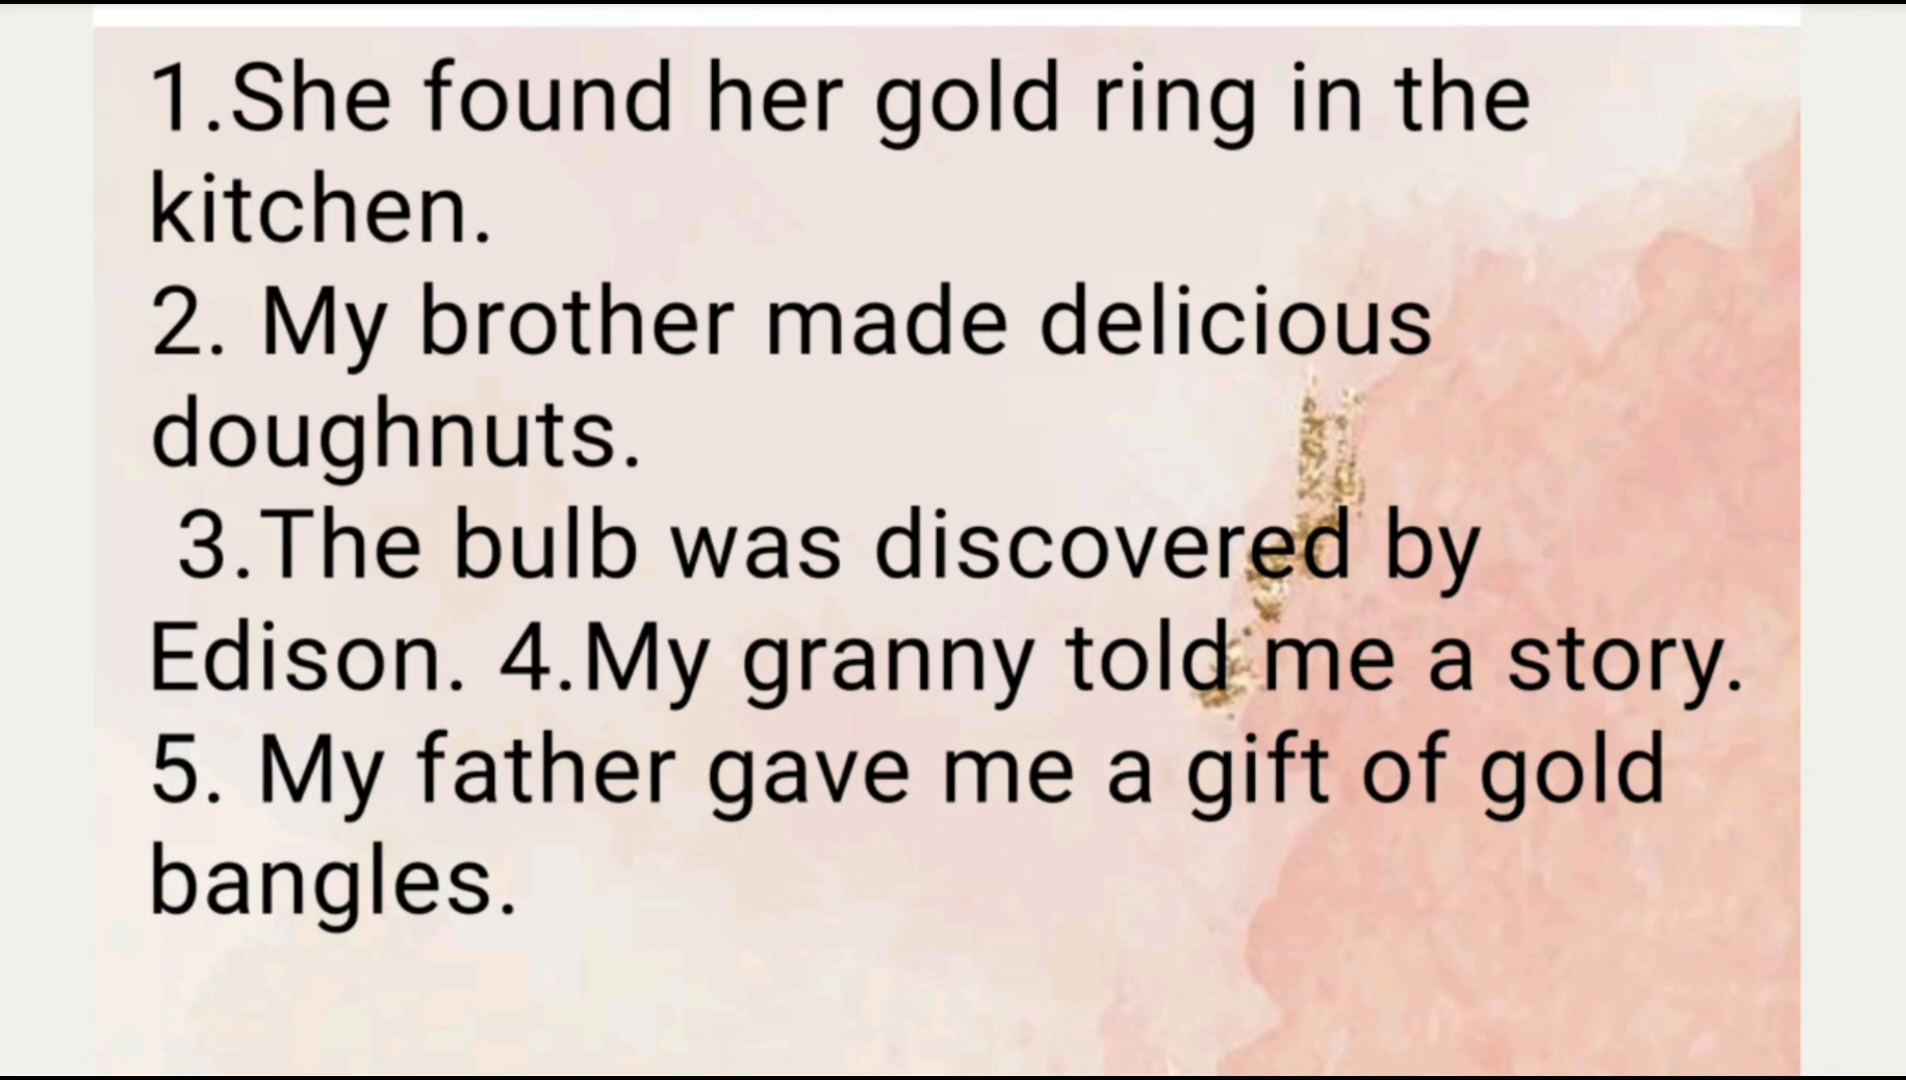 1.She found her gold ring in the
kitchen.
2. My brother made delicious
doughnuts.
3.The bulb was discovered by
Edison. 4.My granny told me a story.
5. My father gave me a gift of gold
bangles.